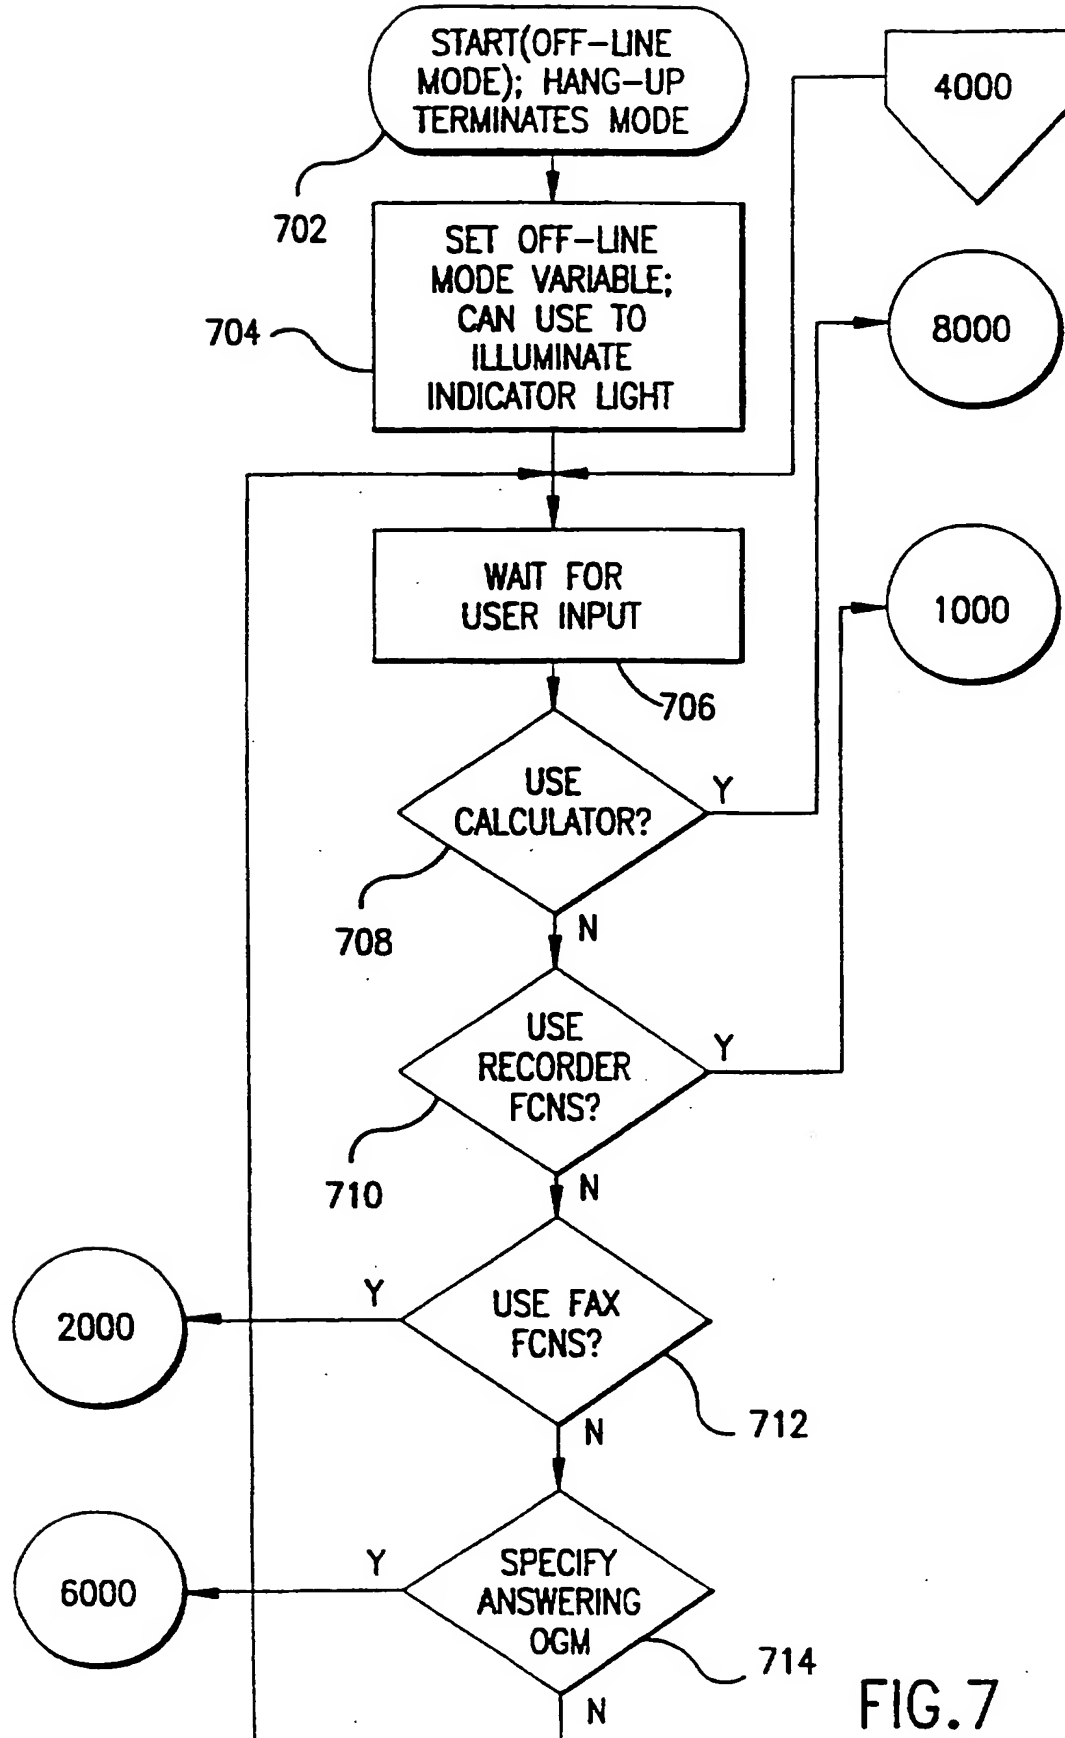 START(OFF-LINE
MODE); HANG-UP
TERMINATES MODE
4000
702
SET OFF-LINE
MODE VARIABLE;
CAN USE TO
ILLUMINATE
INDICATOR LIGHT
704
8000
WAIT FOR
USER INPUT
1000
706
USE
CALCULATOR?
Y
708
N
USE
RECORDER
FCNS?
Y
710
N
2000
Y
USE FAX
FCNS?
712
N
6000
Y
SPECIFY
ANSWERING
OGM
714
N
FIG.7